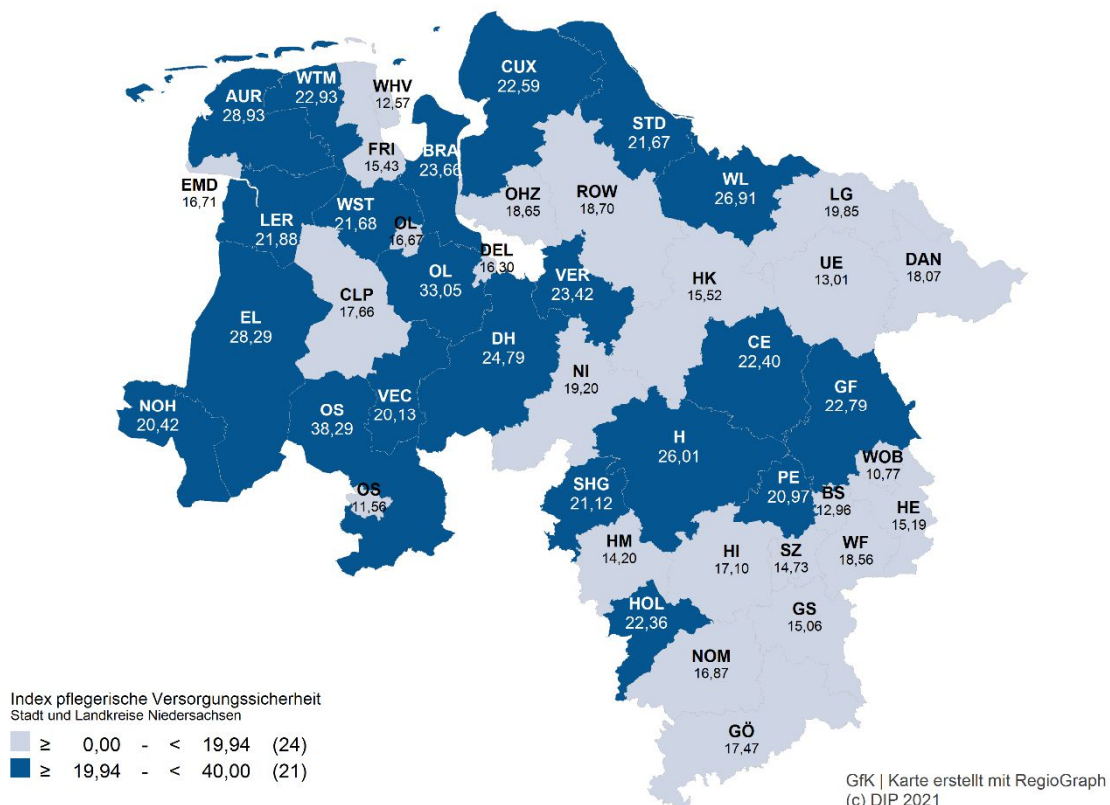 CUX
22,59
WTM
22,93
WHV
12,57
AUR
28,93
STD
21,67
FRI
15,43
BRA
23,66
WL
26,91
EMD
16,71
OHZ
18,65
ROW
18,70
LG
19,85
LER
21,88
WST
21,68
OL
16,67
DEL
16,30
DAN
18,07
UE
13,01
OL
33,05
VER
23,42
HK
15,52
CLP
17,66
EL
28,29
DH
24,79
CE
22,40
NI
19,20
GF
22,79
NOH
20,42
OS
38,29
VEC
20,13
H
26,01
WOB
10,77
SHG
21,12
PE
20,97
BS
12,96
OS
11,56
HE
15,19
HM
14,20
HI
17,10
SZ
14,73
WF
18,56
HOL
22,36
GS
15,06
NOM
16,87
GÖ
17,47
Index pflegerische Versorgungssicherheit
Stadt und Landkreise Niedersachsen
≥ 0,00 - < 19,94 (24)
≥ 19,94 - < 40,00 (21)
GfK | Karte erstellt mit RegioGraph
(c) DIP 2021